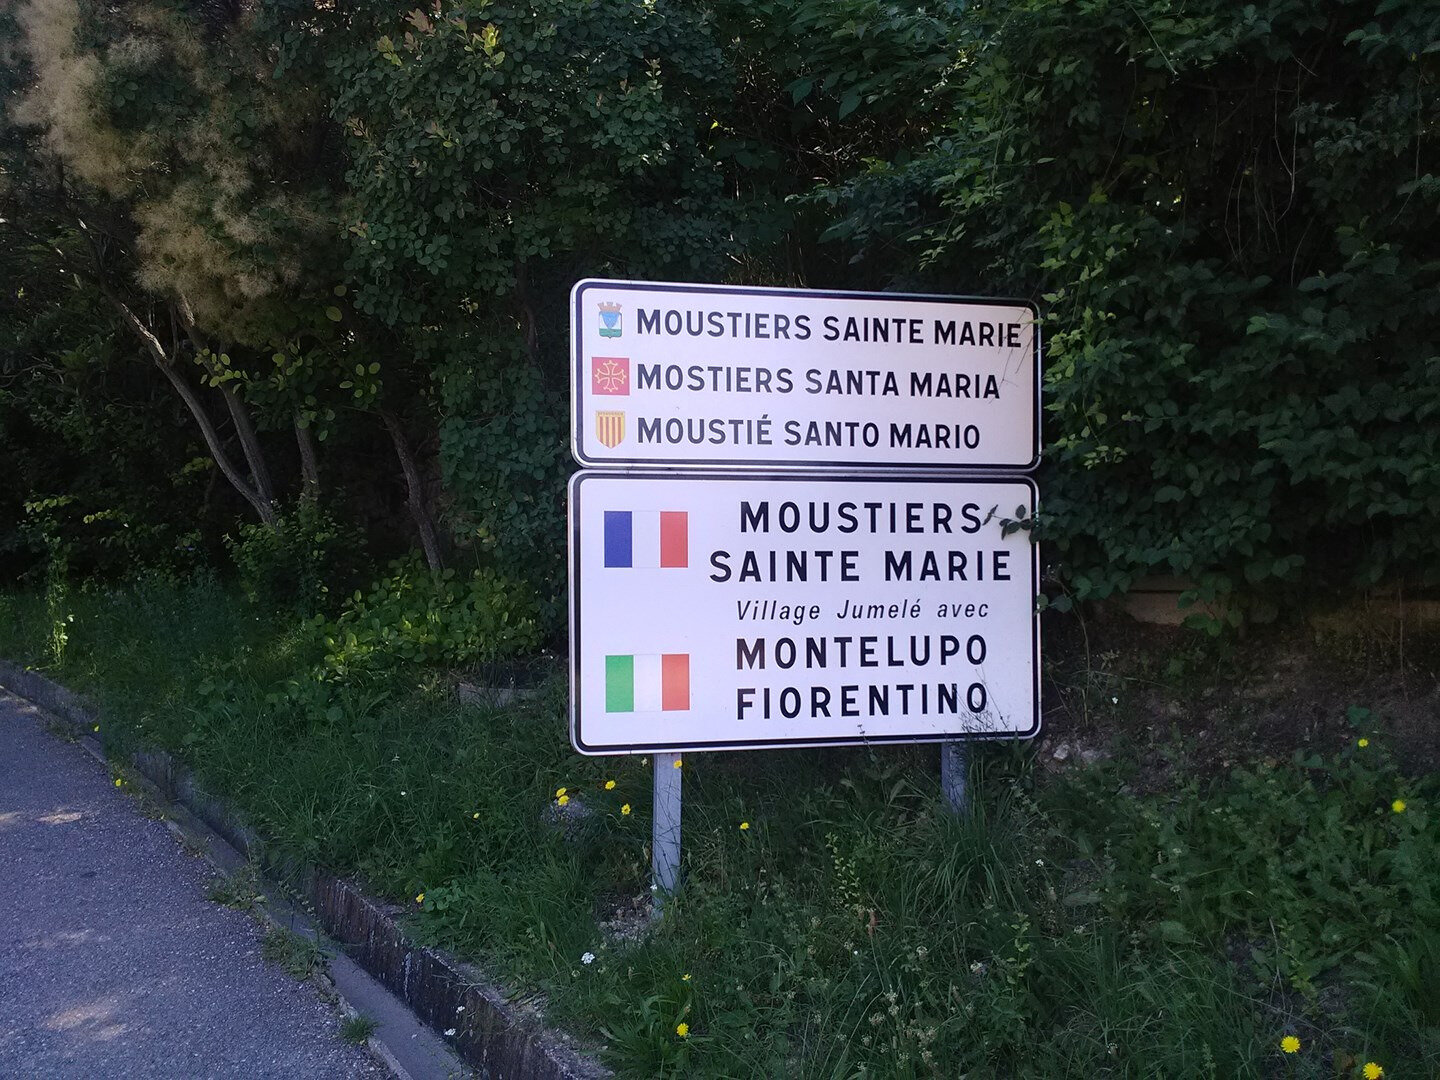 MOUSTIERS SAINTE MARIE
MOSTIERS SANTA MARIA
MOUSTIÉ SANTO MARIO
MOUSTIERS
SAINTE MARIE
Village Jumelé avec
MONTELUPO
FIORENTINO